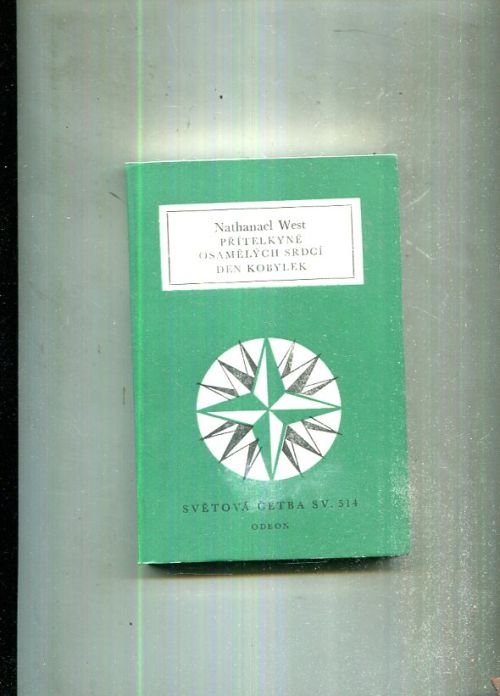 Nathanael West
PŘÍTELKYNĚ
OSAMĚLÝCH SRDCÍ
DEN KOBYLEK
SVĚTOVÁ ČETBA SV. 514
ODEON